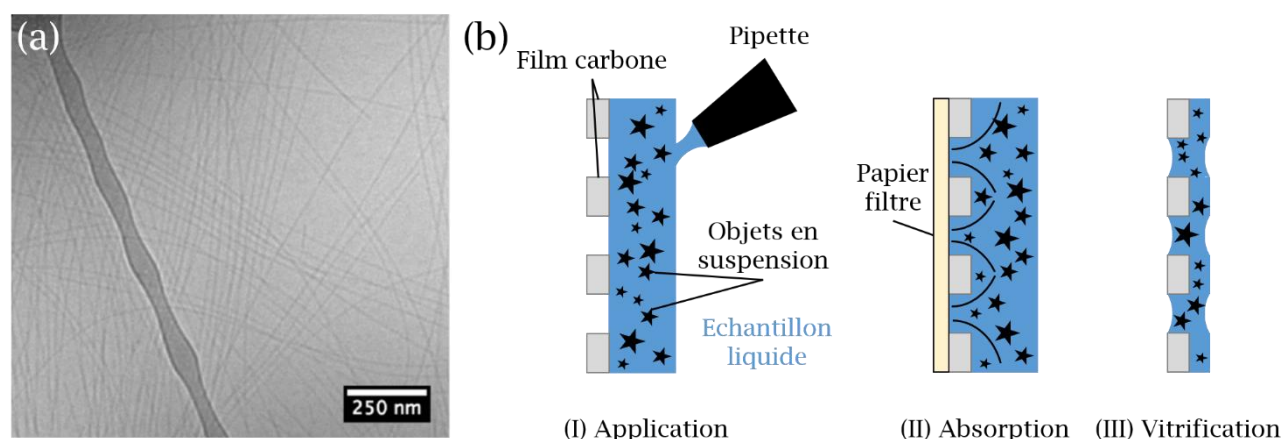 (a)
250 nm
(b)
Pipette
Film carbone
Objets en
suspension
Echantillon
liquide
Papier
filtre
(I) Application
(II) Absorption
(III) Vitrification